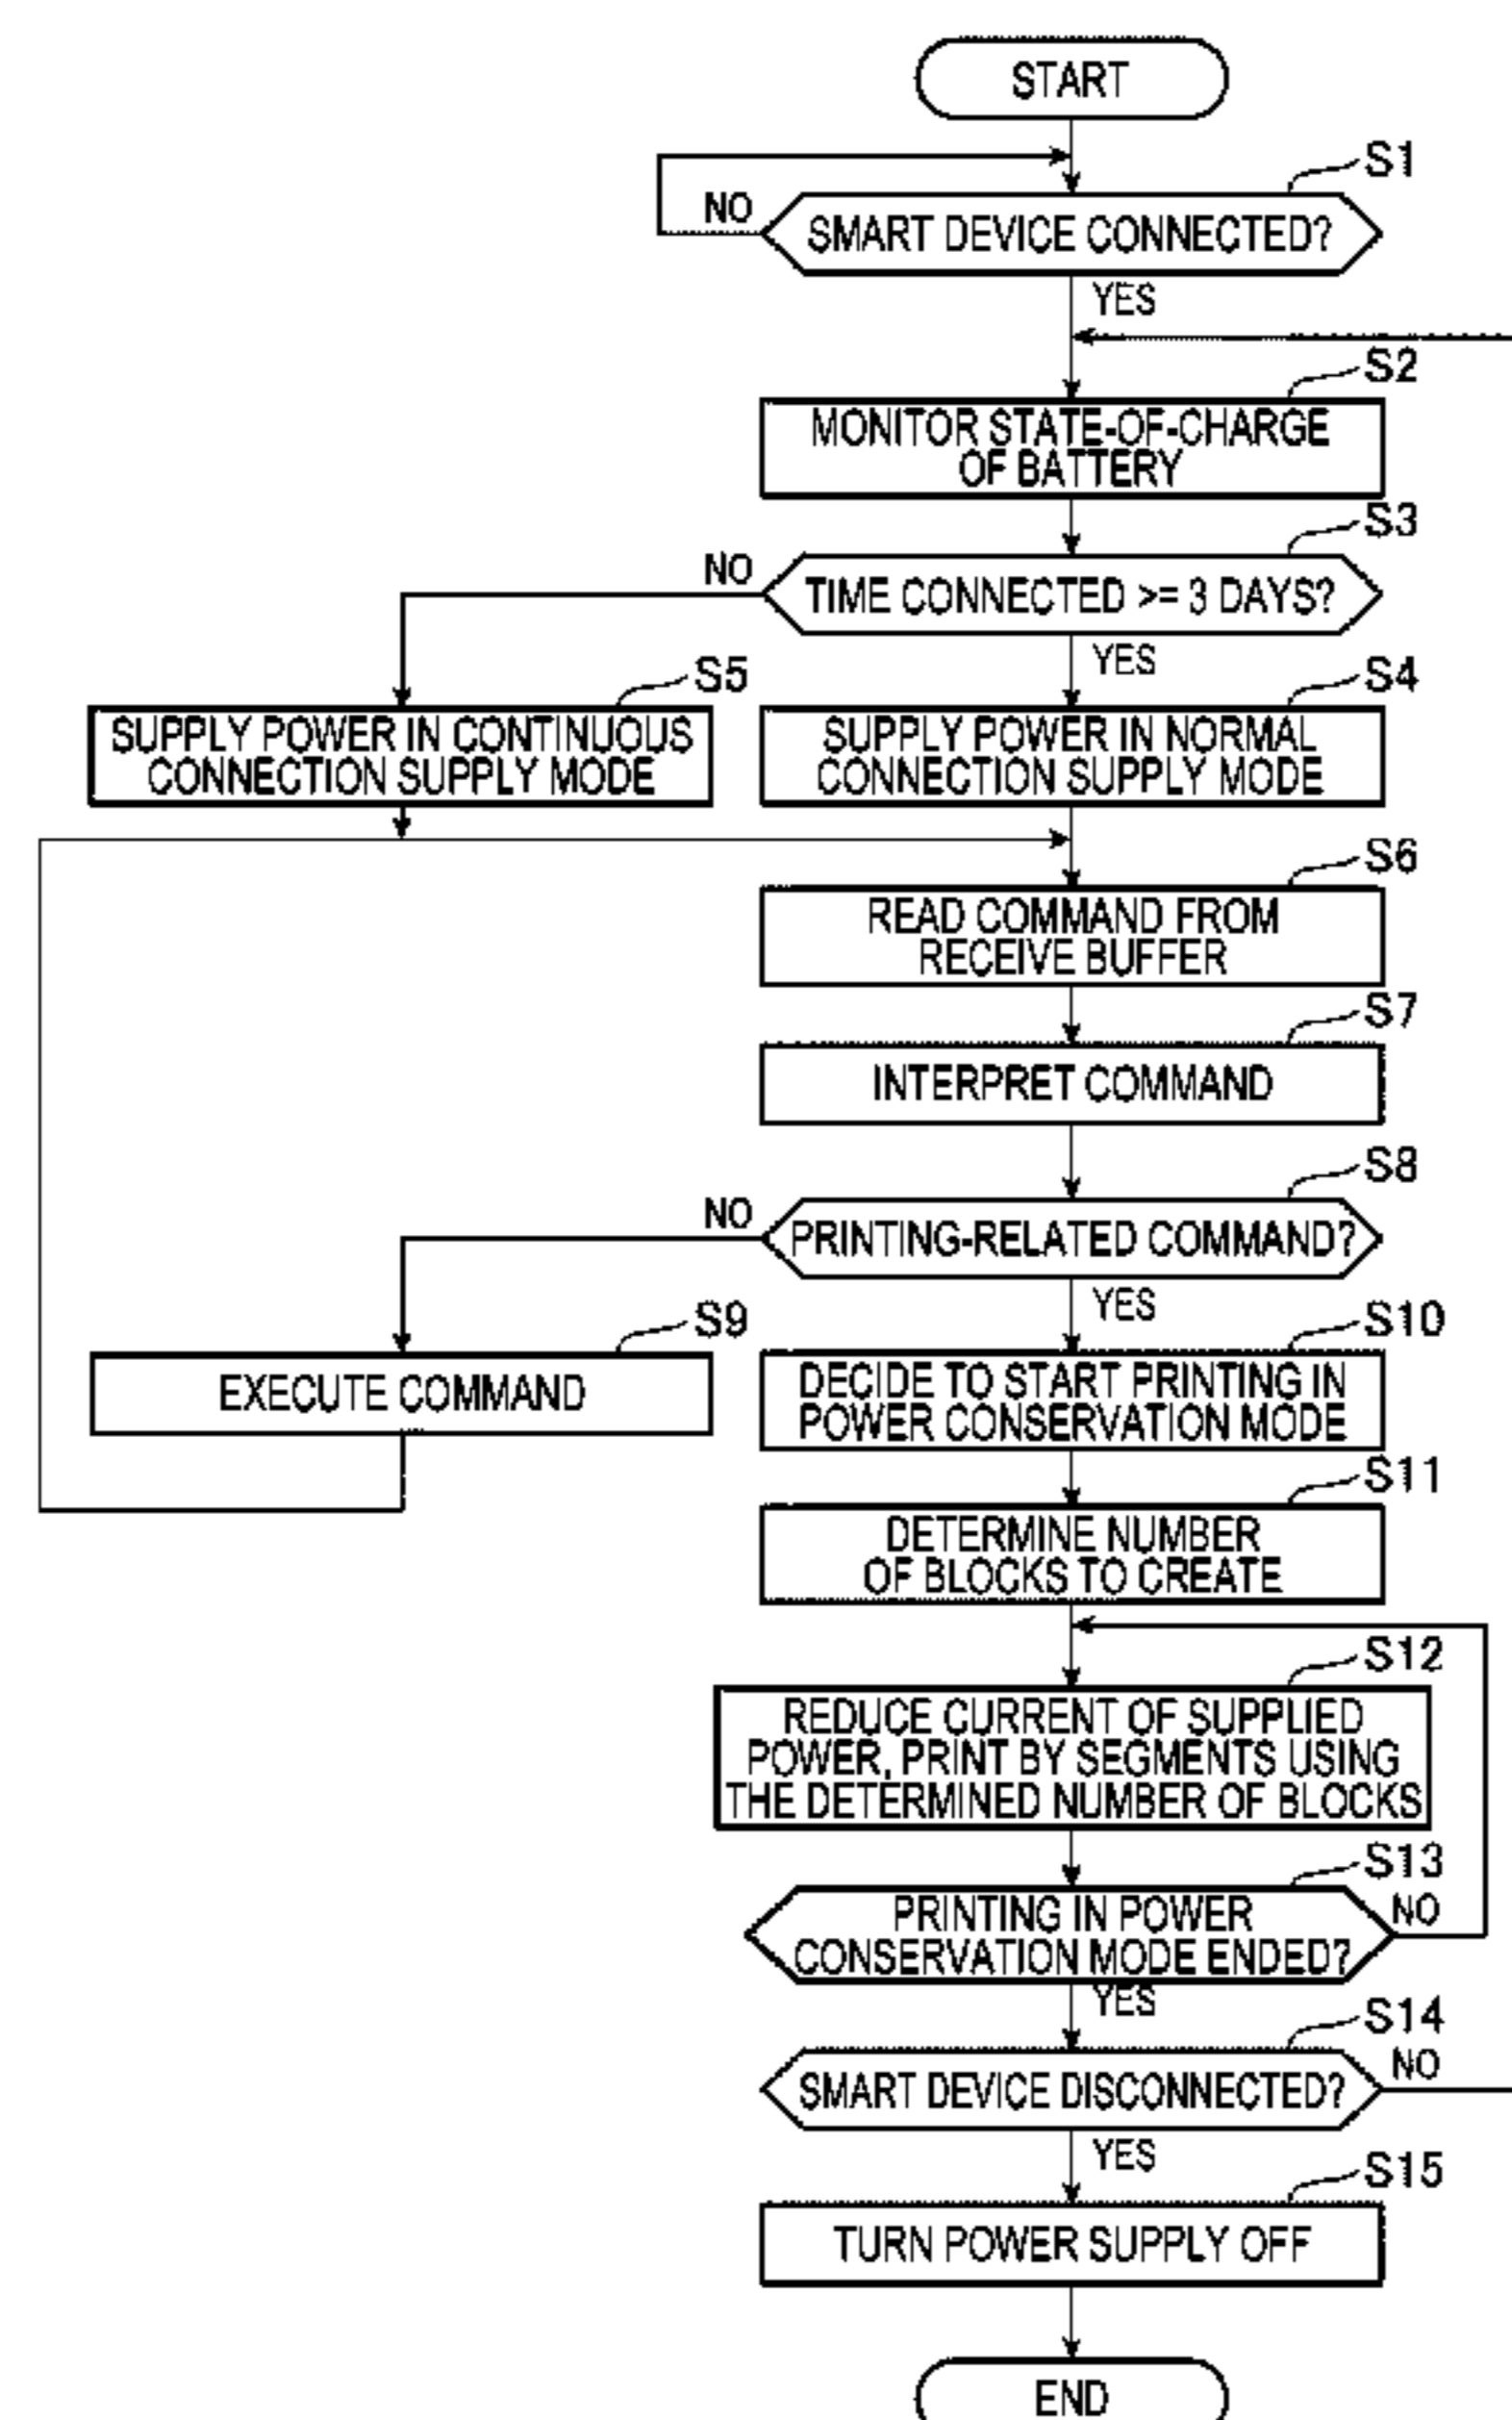 START
S1
NO
SMART DEVICE CONNECTED?
YES
S2
MONITOR STATE-OF-CHARGE
OF BATTERY
S3
NO
TIME CONNECTED >= 3 DAYS?
YES
S5
SUPPLY POWER IN CONTINUOUS
CONNECTION SUPPLY MODE
S4
SUPPLY POWER IN NORMAL
CONNECTION SUPPLY MODE
S6
READ COMMAND FROM
RECEIVE BUFFER
S7
INTERPRET COMMAND
S8
NO
PRINTING-RELATED COMMAND?
YES
S9
EXECUTE COMMAND
S10
DECIDE TO START PRINTING IN
POWER CONSERVATION MODE
S11
DETERMINE NUMBER
OF BLOCKS TO CREATE
S12
REDUCE CURRENT OF SUPPLIED
POWER, PRINT BY SEGMENTS USING
THE DETERMINED NUMBER OF BLOCKS
S13
PRINTING IN POWER
CONSERVATION MODE ENDED?
NO
YES
S14
SMART DEVICE DISCONNECTED?
NO
YES
S15
TURN POWER SUPPLY OFF
END